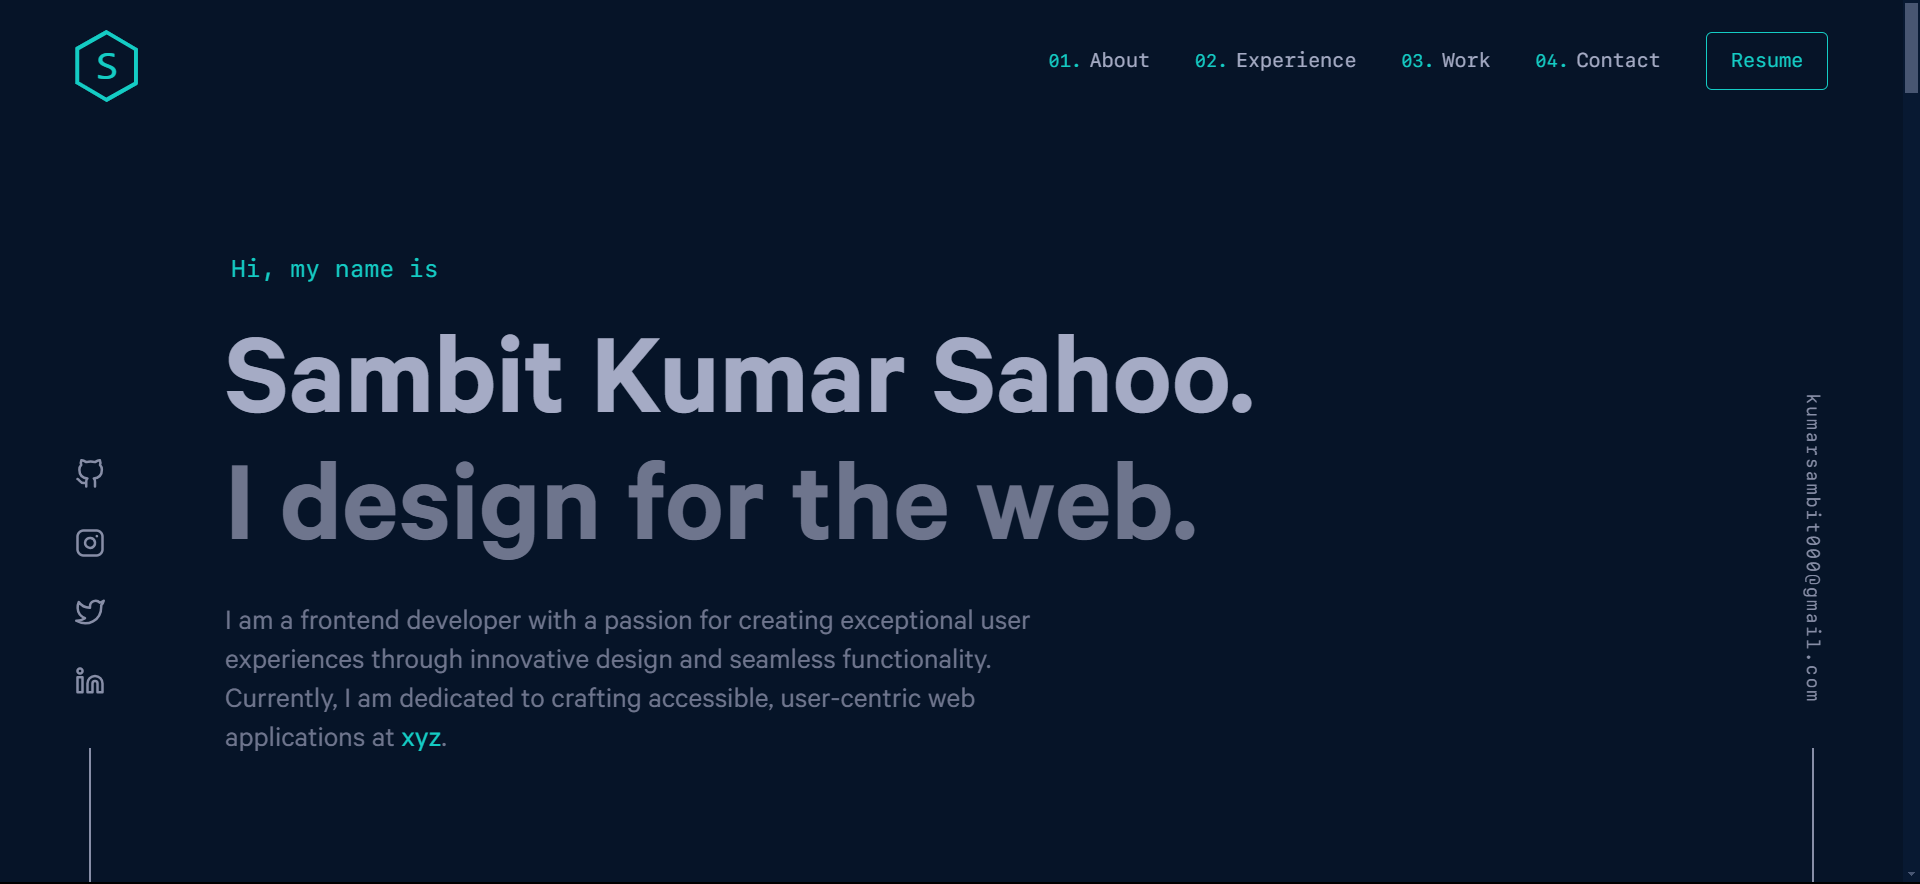 S
01. About 02. Experience 03. Work 04. Contact Resume
Hi, my name is
Sambit Kumar Sahoo.
I design for the web.
I am a frontend developer with a passion for creating exceptional user
experiences through innovative design and seamless functionality.
Currently, I am dedicated to crafting accessible, user-centric web
applications at xyz.
kumarsambit000@gmail.com